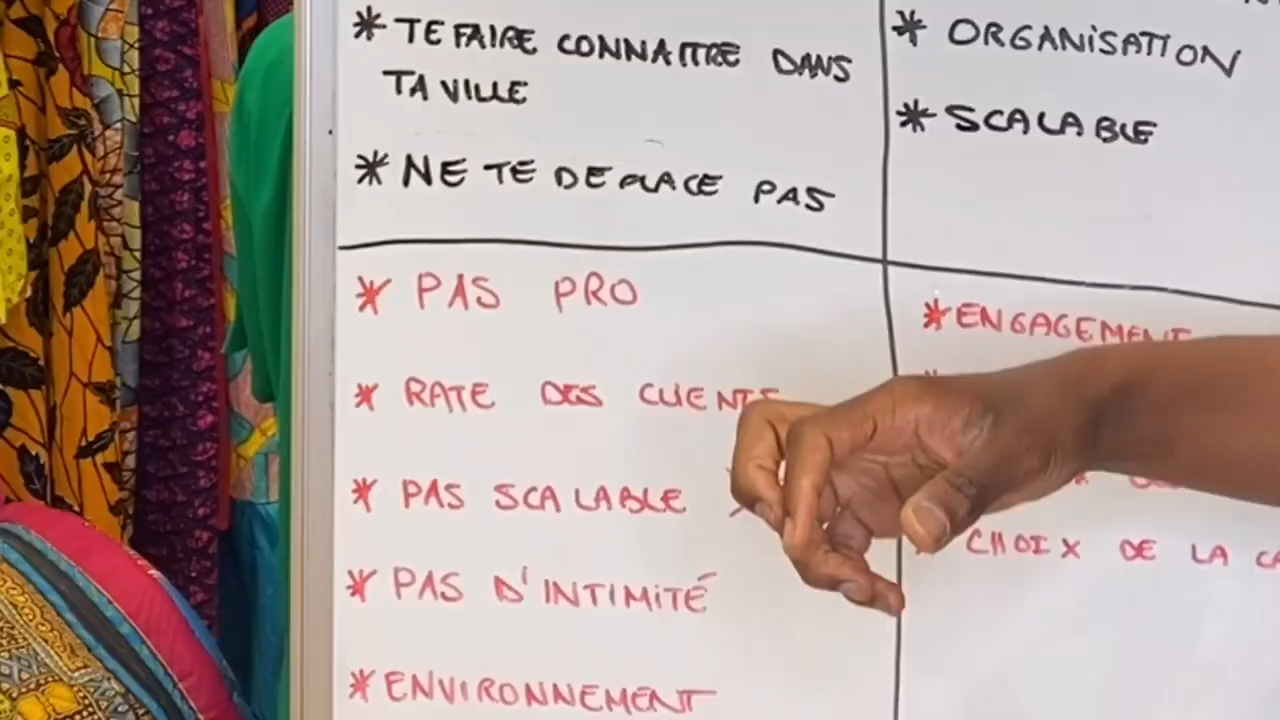 * TE FAIRE CONNAITRE DANS
TA VILLE
* NE TE DEPLACE PAS
* ORGANISATION
* SCALABLE
* PAS PRO
* RATE DES CLIENTS
* PAS SCALABLE
* PAS D'INTIMITÉ
* ENVIRONNEMENT
* ENGAGEMENT
CHOIX DE LA